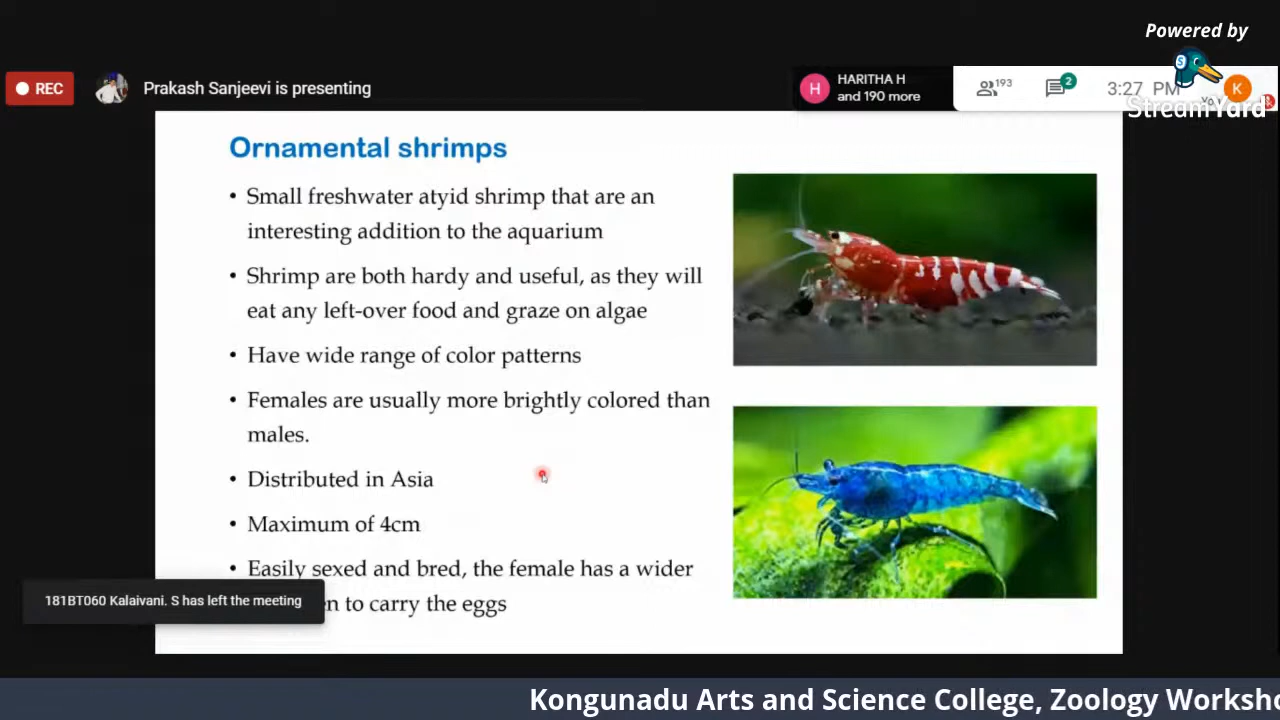 Powered by
REC
Prakash Sanjeevi is presenting
H
HARITHA H
and 190 more
193
2
3:27 PM
K
StreamYard
Ornamental shrimps
• Small freshwater atyid shrimp that are an
interesting addition to the aquarium
• Shrimp are both hardy and useful, as they will
eat any left-over food and graze on algae
• Have wide range of color patterns
• Females are usually more brightly colored than
males.
• Distributed in Asia
• Maximum of 4cm
• Easily sexed and bred, the female has a wider
en to carry the eggs
181BT060 Kalaivani. S has left the meeting
Kongunadu Arts and Science College, Zoology Worksho